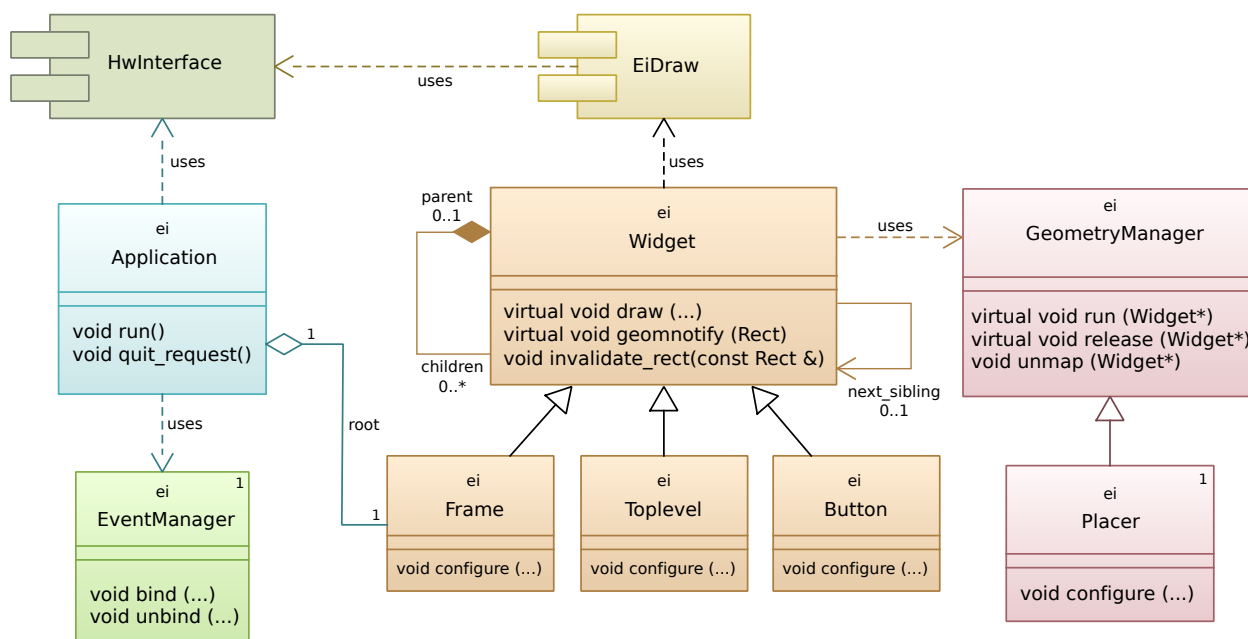 HwInterface
EiDraw
uses
uses
uses
ei
Application
void run()
void quit_request()
1
root
1
uses
ei
1
EventManager
void bind (...)
void unbind (...)
parent
0..1
ei
Widget
virtual void draw (...)
virtual void geomnotify (Rect)
void invalidate_rect(const Rect &)
children
0..*
next_sibling
0..1
uses
ei
GeometryManager
virtual void run (Widget*)
virtual void release (Widget*)
void unmap (Widget*)
ei
Frame
void configure (...)
ei
Toplevel
void configure (...)
ei
Button
void configure (...)
ei
1
Placer
void configure (...)